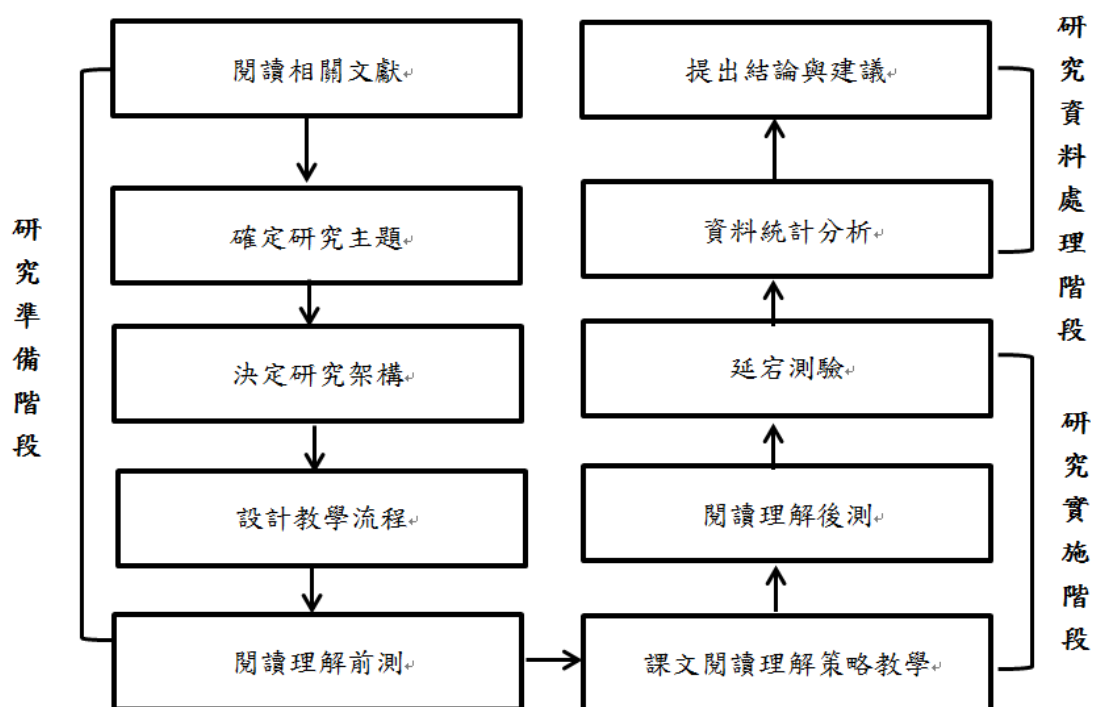 研究準備階段
閱讀相關文獻
確定研究主題
決定研究架構
設計教學流程
閱讀理解前測
課文閱讀理解策略教學
閱讀理解後測
延宕測驗
資料統計分析
提出結論與建議
研究實施階段
研究資料處理階段